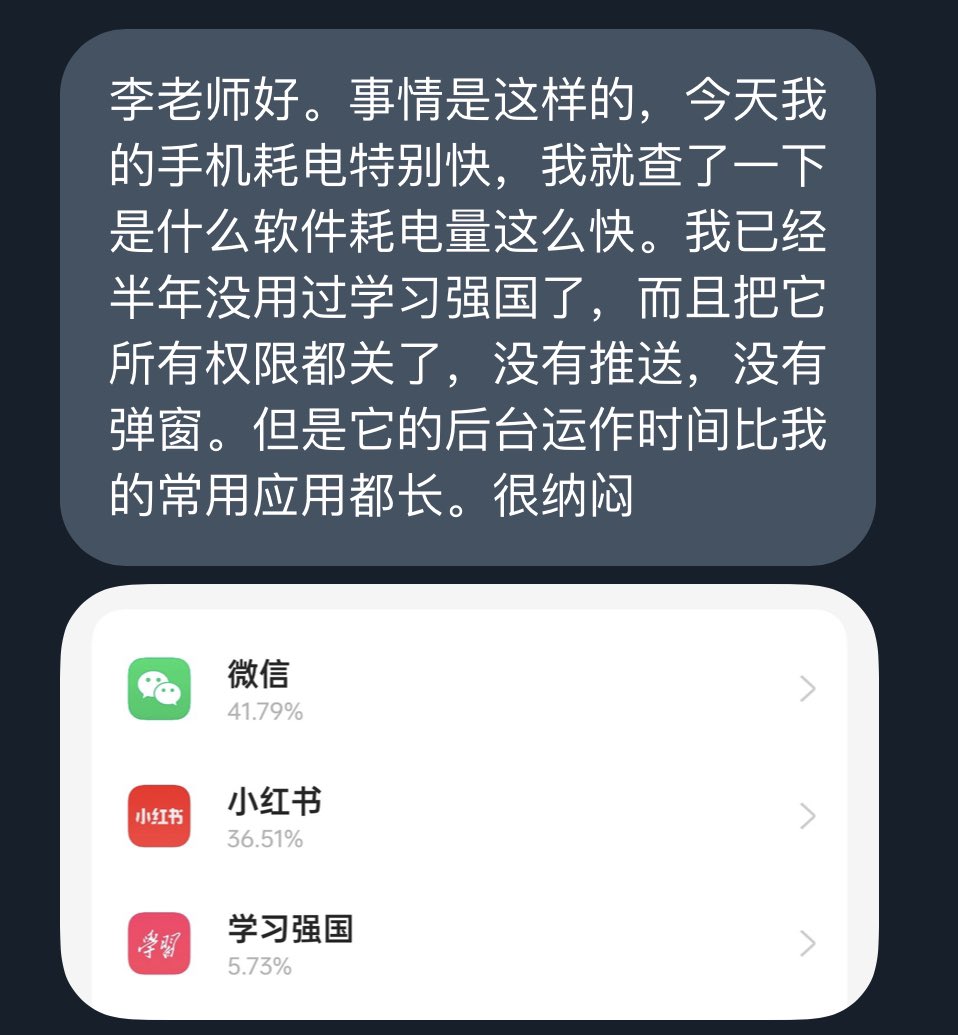 李老师好。事情是这样的，今天我
的手机耗电特别快，我就查了一下
是什么软件耗电量这么快。我已经
半年没用过学习强国了，而且把它
所有权限都关了，没有推送，没有
弹窗。但是它的后台运作时间比我
的常用应用都长。很纳闷
微信
41.79%
小红书
小红书
36.51%
学习强国
學習
5.73%